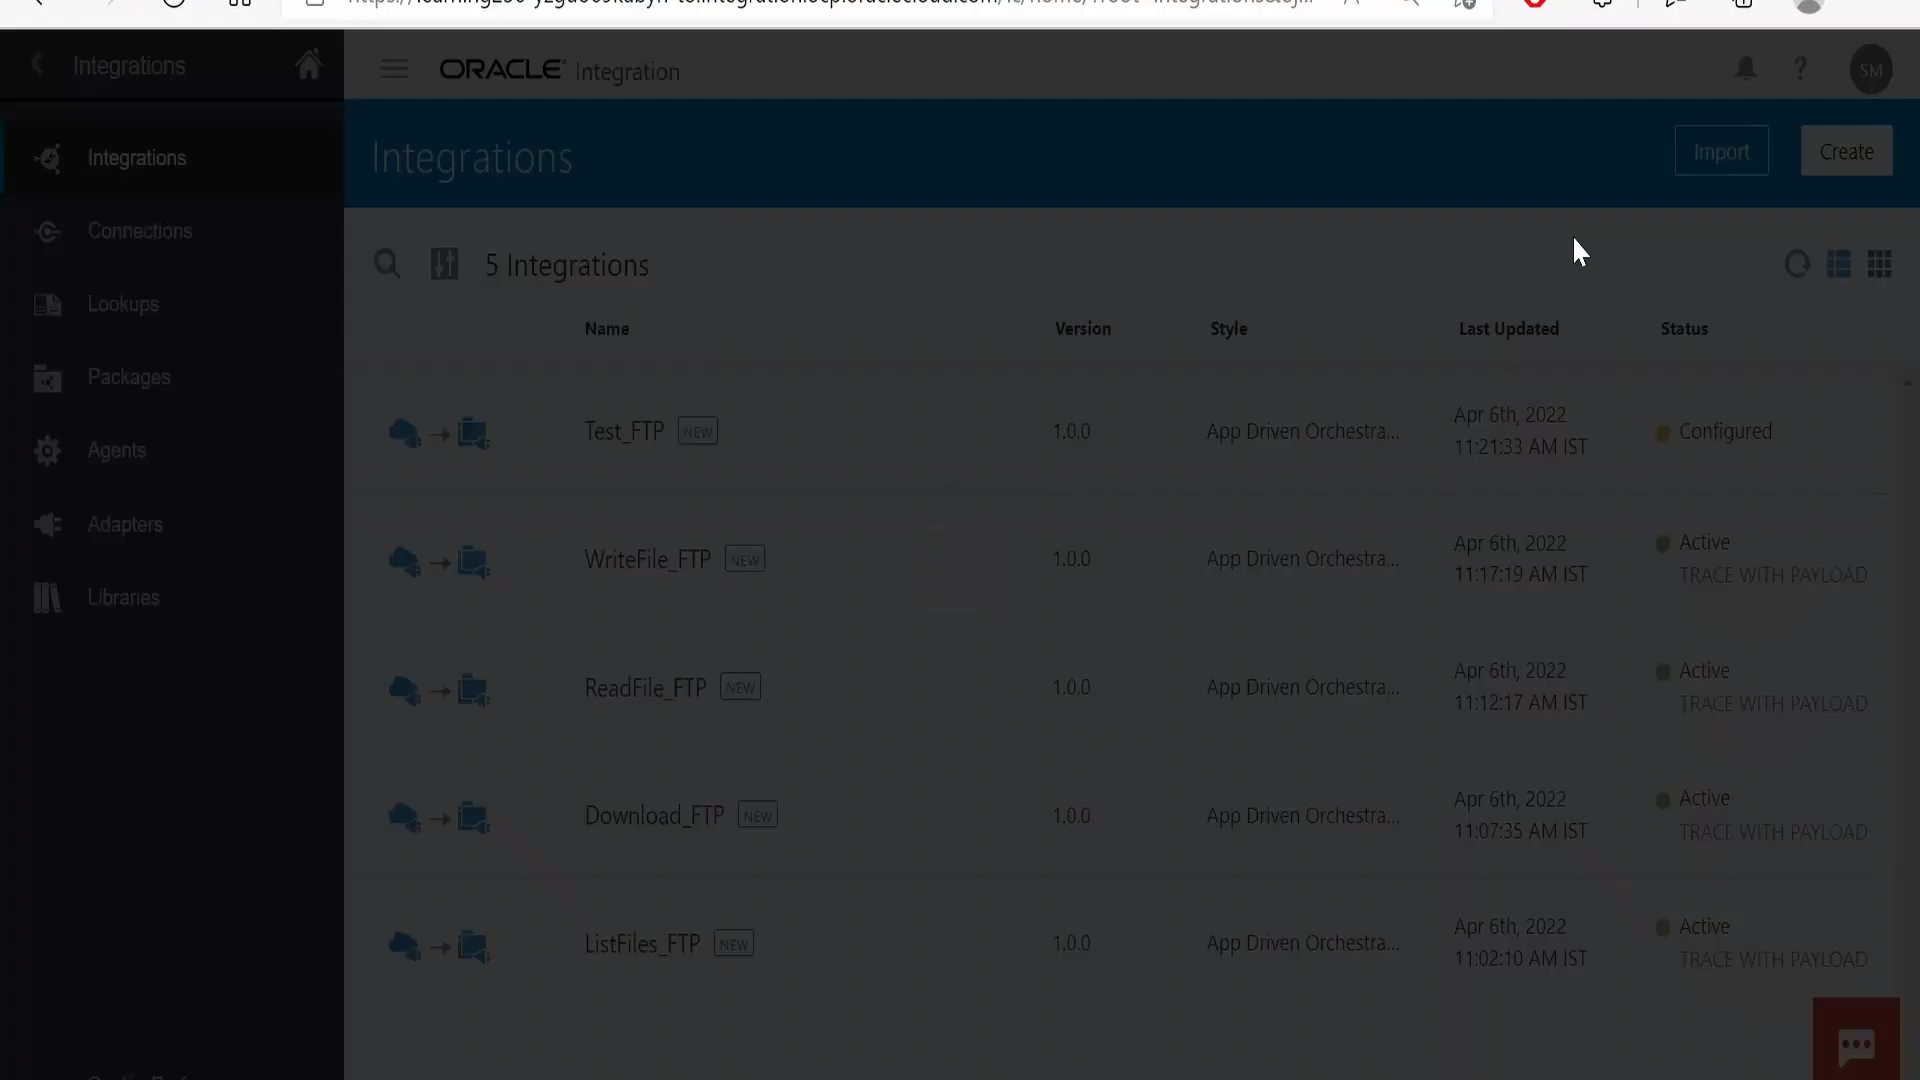 Integrations
ORACLE Integration
SM
Integrations
Integrations
Import
Create
Connections
Lookups
Packages
Agents
Adapters
Libraries
5 Integrations
Name Version Style Last Updated Status
Test_FTP NEW 1.0.0 App Driven Orchestra... Apr 6th, 2022 11:21:33 AM IST Configured
WriteFile_FTP NEW 1.0.0 App Driven Orchestra... Apr 6th, 2022 11:17:19 AM IST Active TRACE WITH PAYLOAD
ReadFile_FTP NEW 1.0.0 App Driven Orchestra... Apr 6th, 2022 11:12:17 AM IST Active TRACE WITH PAYLOAD
Download_FTP NEW 1.0.0 App Driven Orchestra... Apr 6th, 2022 11:07:35 AM IST Active TRACE WITH PAYLOAD
ListFiles_FTP NEW 1.0.0 App Driven Orchestra... Apr 6th, 2022 11:02:10 AM IST Active TRACE WITH PAYLOAD